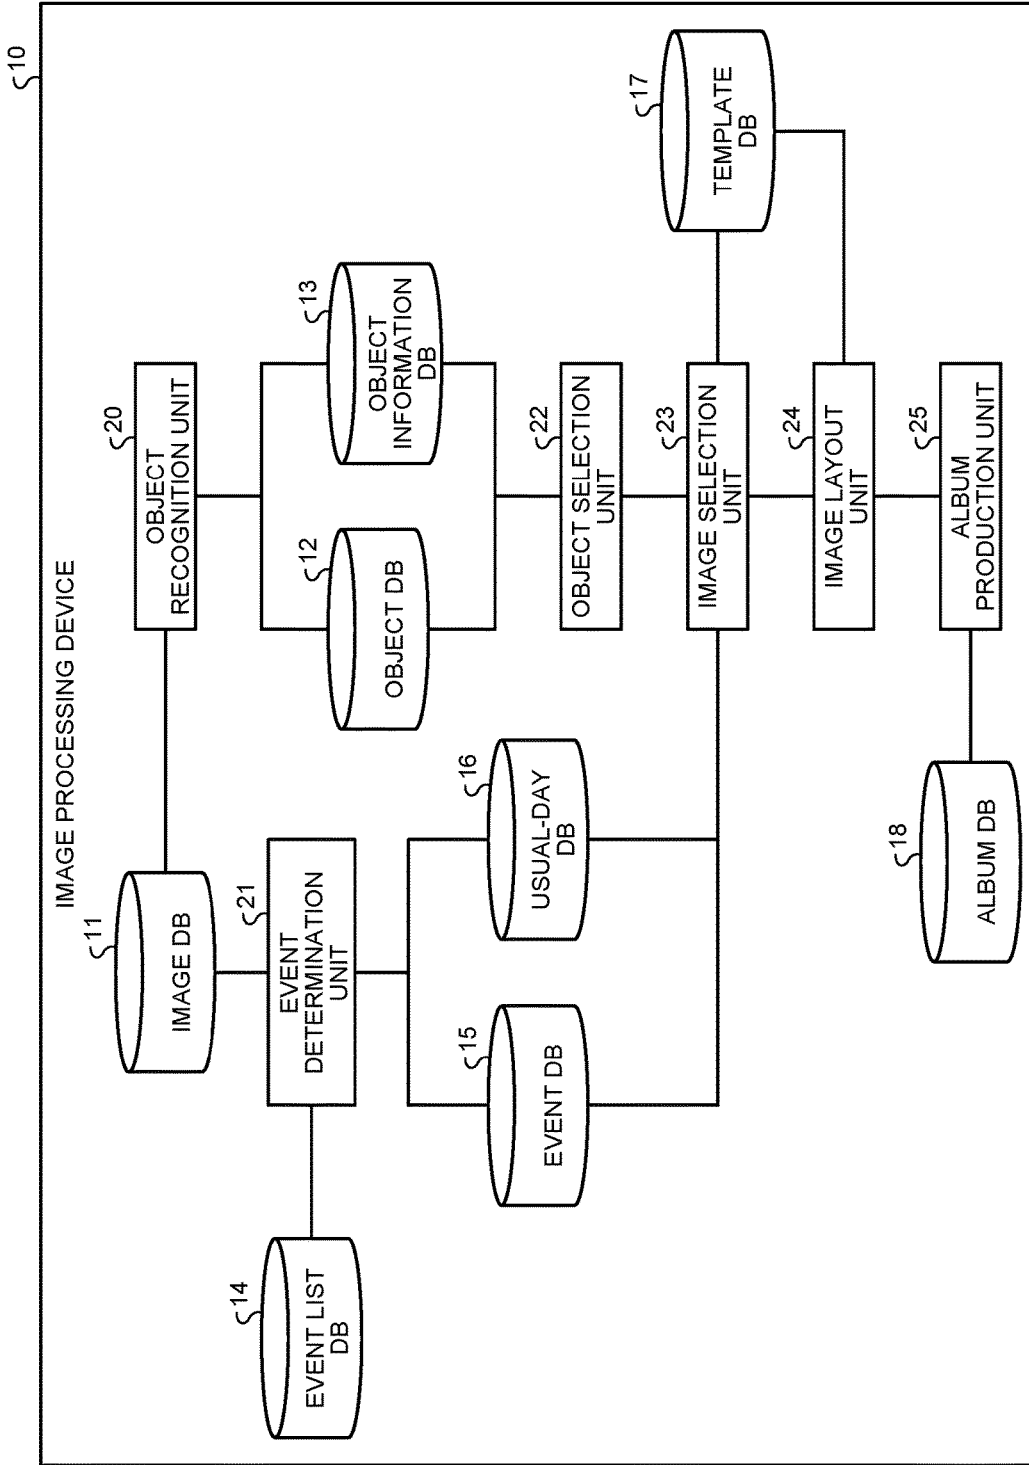 10
IMAGE PROCESSING DEVICE
11
IMAGE DB
20
OBJECT
RECOGNITION UNIT
14
EVENT LIST
DB
21
EVENT
DETERMINATION
UNIT
12
OBJECT DB
13
OBJECT
INFORMATION
DB
15
EVENT DB
16
USUAL-DAY
DB
22
OBJECT SELECTION
UNIT
23
IMAGE SELECTION
UNIT
17
TEMPLATE
DB
24
IMAGE LAYOUT
UNIT
18
ALBUM DB
25
ALBUM
PRODUCTION UNIT